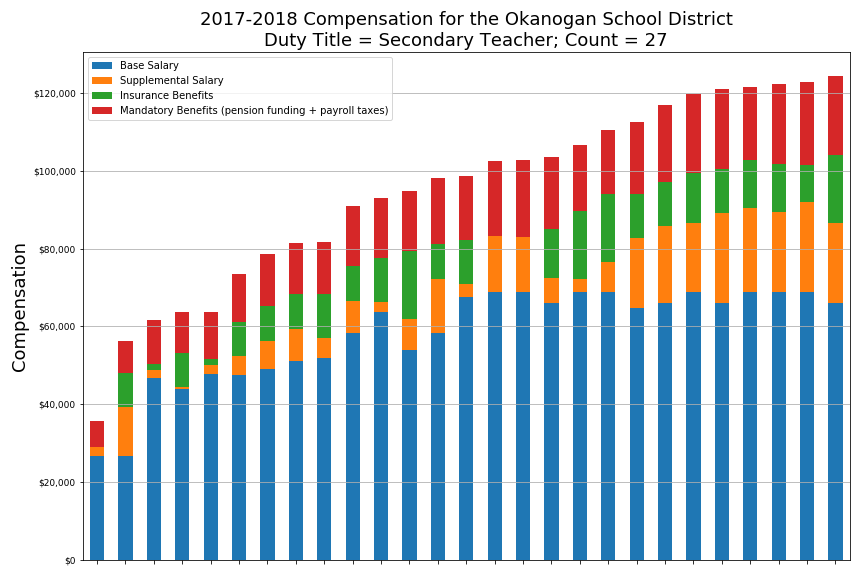 2017-2018 Compensation for the Okanogan School District
Duty Title = Secondary Teacher; Count = 27
Base Salary
Supplemental Salary
Insurance Benefits
Mandatory Benefits (pension funding + payroll taxes)
$120,000
$100,000
$80,000
$60,000
$40,000
$20,000
$0
Compensation